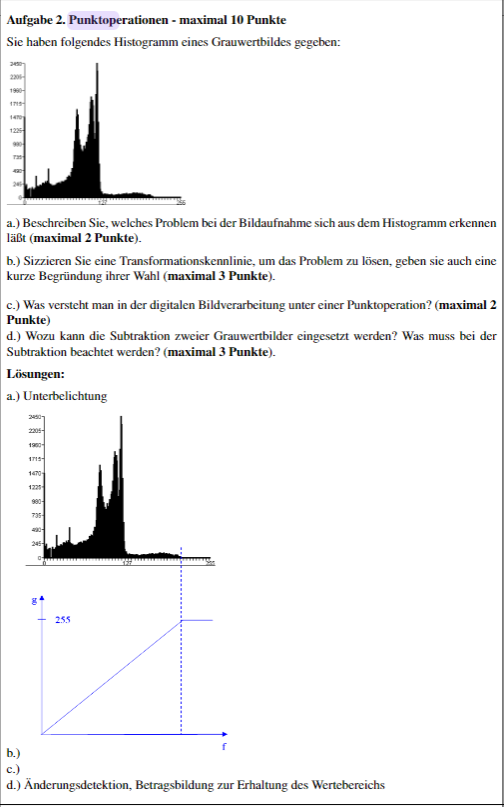 Aufgabe 2. Punktoperationen - maximal 10 Punkte
Sie haben folgendes Histogramm eines Grauwertbildes gegeben:
2450
2205
1960
1715
1470
1225
980
735
490
245
0
0 127 255
a.) Beschreiben Sie, welches Problem bei der Bildaufnahme sich aus dem Histogramm erkennen
läßt (maximal 2 Punkte).
b.) Sizzieren Sie eine Transformationskennlinie, um das Problem zu lösen, geben sie auch eine
kurze Begründung ihrer Wahl (maximal 3 Punkte).
c.) Was versteht man in der digitalen Bildverarbeitung unter einer Punktoperation? (maximal 2
Punkte)
d.) Wozu kann die Subtraktion zweier Grauwertbilder eingesetzt werden? Was muss bei der
Subtraktion beachtet werden? (maximal 3 Punkte).
Lösungen:
a.) Unterbelichtung
2450
2205
1960
1715
1470
1225
980
735
490
245
0
0 127 255
g
255
f
b.)
c.)
d.) Änderungsdetektion, Betragsbildung zur Erhaltung des Wertebereichs